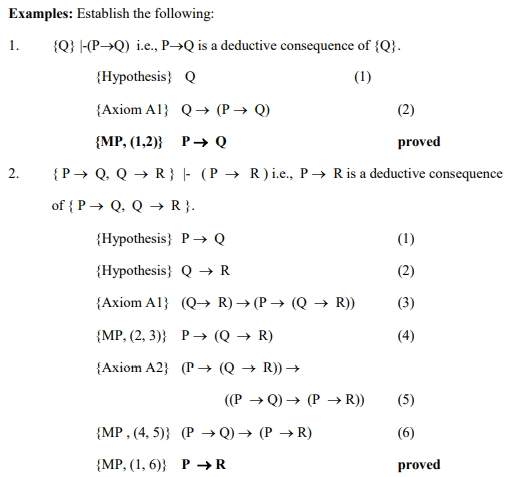 Examples: Establish the following:
1. {Q} |-(P→Q) i.e., P→Q is a deductive consequence of {Q}.
{Hypothesis} Q (1)
{Axiom A1} Q→ (P→ Q) (2)
{MP, (1,2)} P→ Q proved
2. { P→ Q, Q → R } |- ( P → R ) i.e., P→ R is a deductive consequence
of { P→ Q, Q → R }.
{Hypothesis} P→ Q (1)
{Hypothesis} Q → R (2)
{Axiom A1} (Q→ R)→(P→ (Q → R)) (3)
{MP, (2, 3)} P→ (Q → R) (4)
{Axiom A2} (P→ (Q → R))→
((P →Q)→ (P →R)) (5)
{MP , (4, 5)} (P →Q)→ (P →R) (6)
{MP, (1, 6)} P →R proved